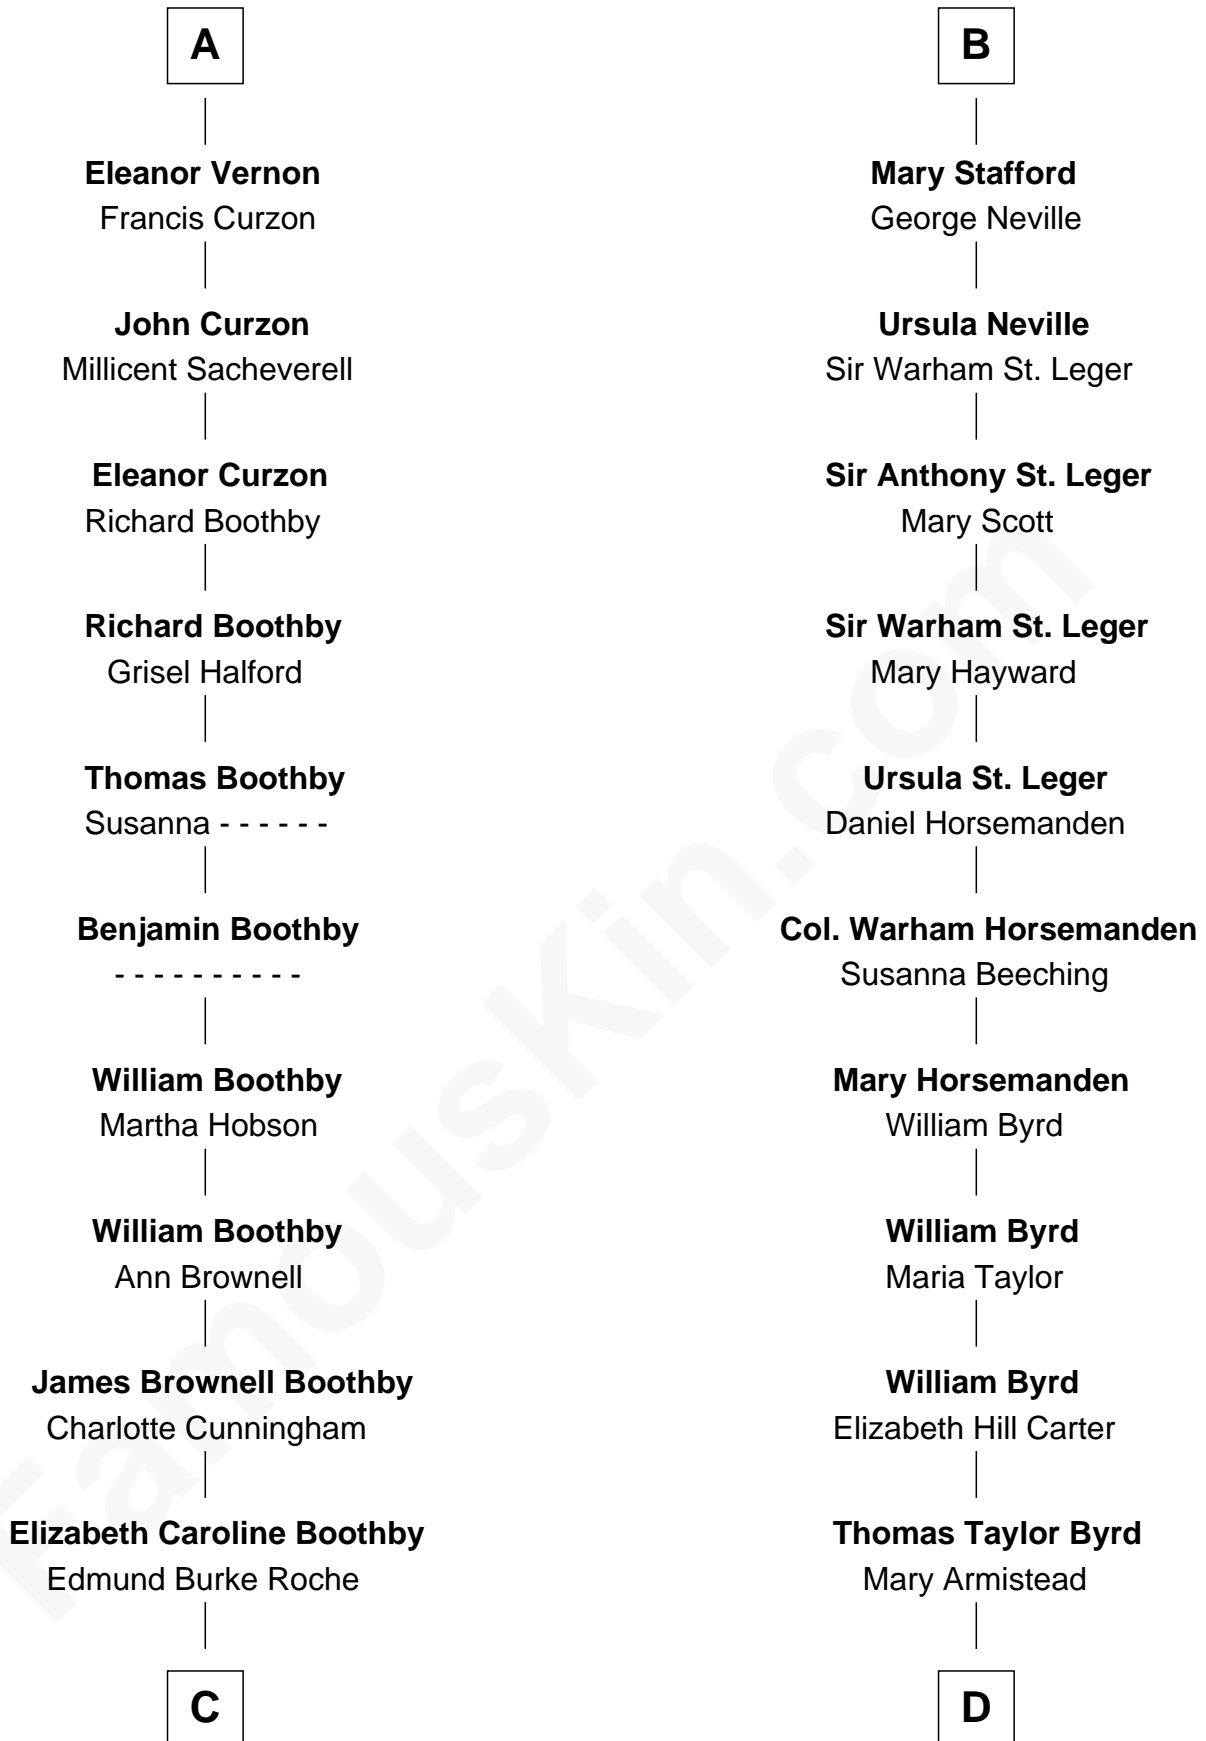 A
Eleanor Vernon
Francis Curzon
John Curzon
Millicent Sacheverell
Eleanor Curzon
Richard Boothby
Richard Boothby
Grisel Halford
Thomas Boothby
Susanna - - - - - -
Benjamin Boothby
- - - - - - - - - -
William Boothby
Martha Hobson
William Boothby
Ann Brownell
James Brownell Boothby
Charlotte Cunningham
Elizabeth Caroline Boothby
Edmund Burke Roche
C
B
Mary Stafford
George Neville
Ursula Neville
Sir Warham St. Leger
Sir Anthony St. Leger
Mary Scott
Sir Warham St. Leger
Mary Hayward
Ursula St. Leger
Daniel Horsemanden
Col. Warham Horsemanden
Susanna Beeching
Mary Horsemanden
William Byrd
William Byrd
Maria Taylor
William Byrd
Elizabeth Hill Carter
Thomas Taylor Byrd
Mary Armistead
D
FamousKin.com